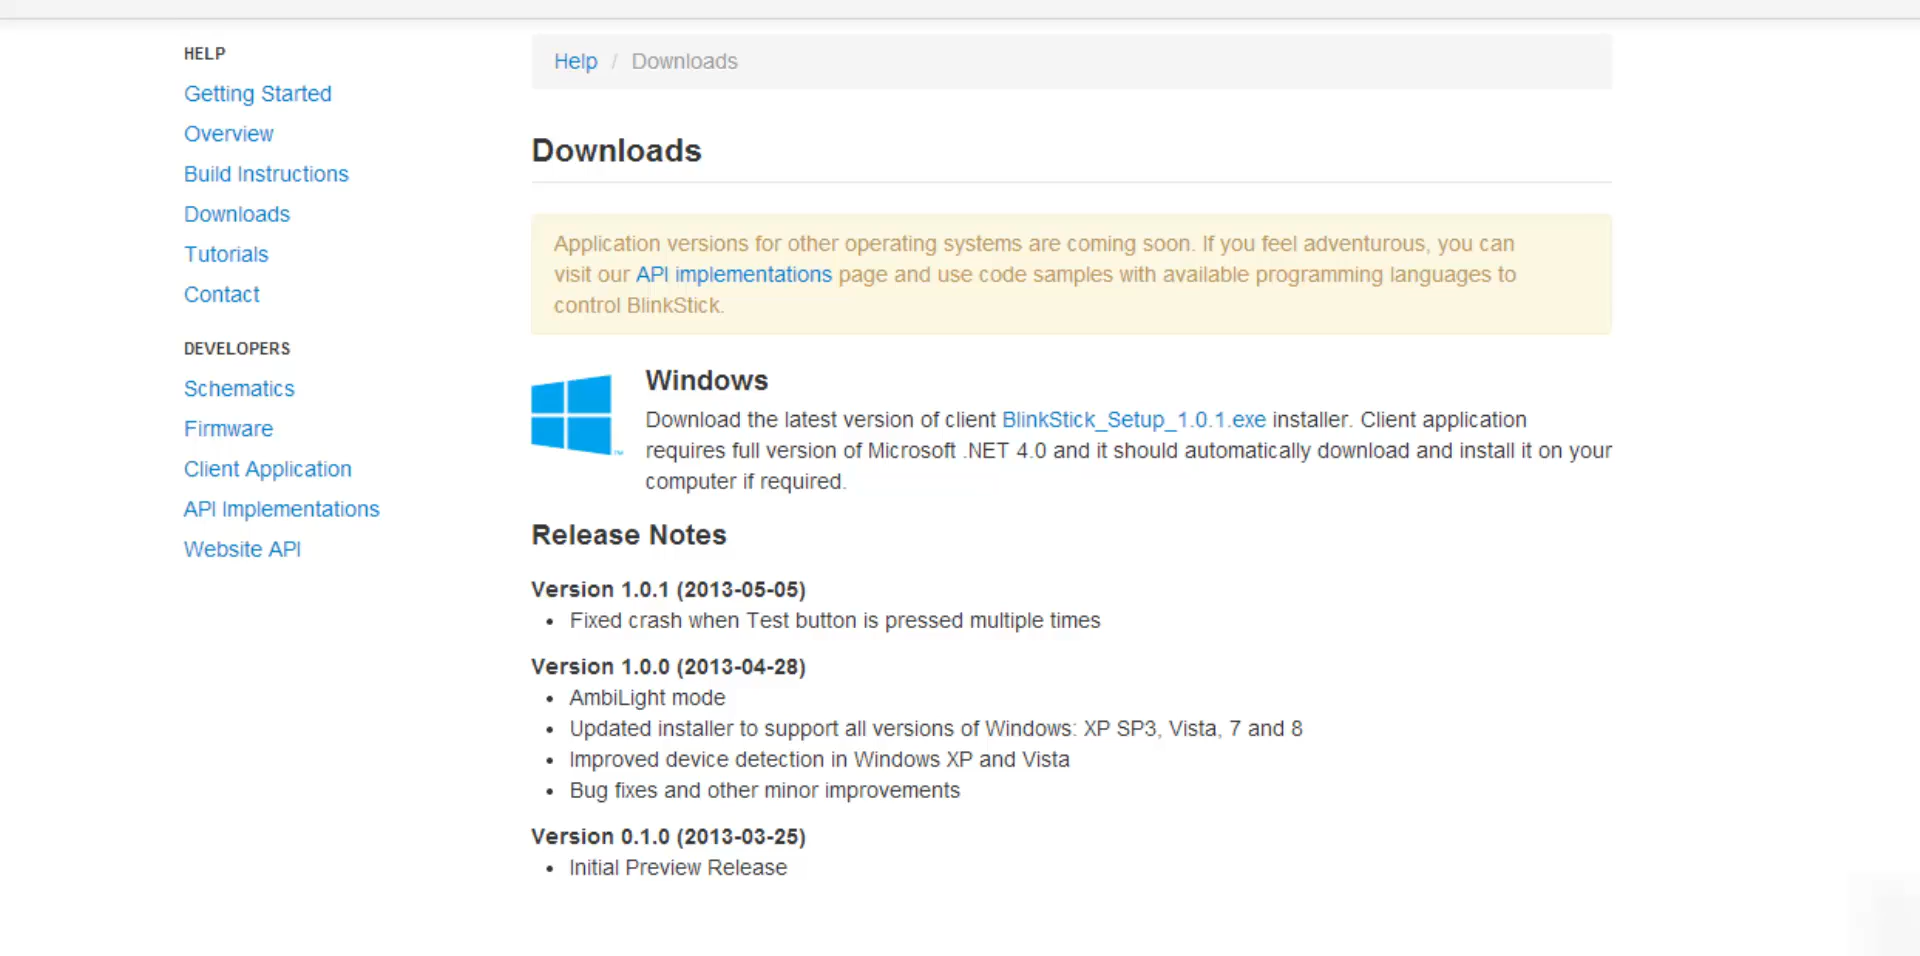 HELP
Getting Started
Overview
Build Instructions
Downloads
Tutorials
Contact
DEVELOPERS
Schematics
Firmware
Client Application
API Implementations
Website API
Help / Downloads
Downloads
Application versions for other operating systems are coming soon. If you feel adventurous, you can
visit our API implementations page and use code samples with available programming languages to
control BlinkStick.
Windows
Download the latest version of client BlinkStick_Setup_1.0.1.exe installer. Client application
requires full version of Microsoft .NET 4.0 and it should automatically download and install it on your
computer if required.
Release Notes
Version 1.0.1 (2013-05-05)
• Fixed crash when Test button is pressed multiple times
Version 1.0.0 (2013-04-28)
• AmbiLight mode
• Updated installer to support all versions of Windows: XP SP3, Vista, 7 and 8
• Improved device detection in Windows XP and Vista
• Bug fixes and other minor improvements
Version 0.1.0 (2013-03-25)
• Initial Preview Release